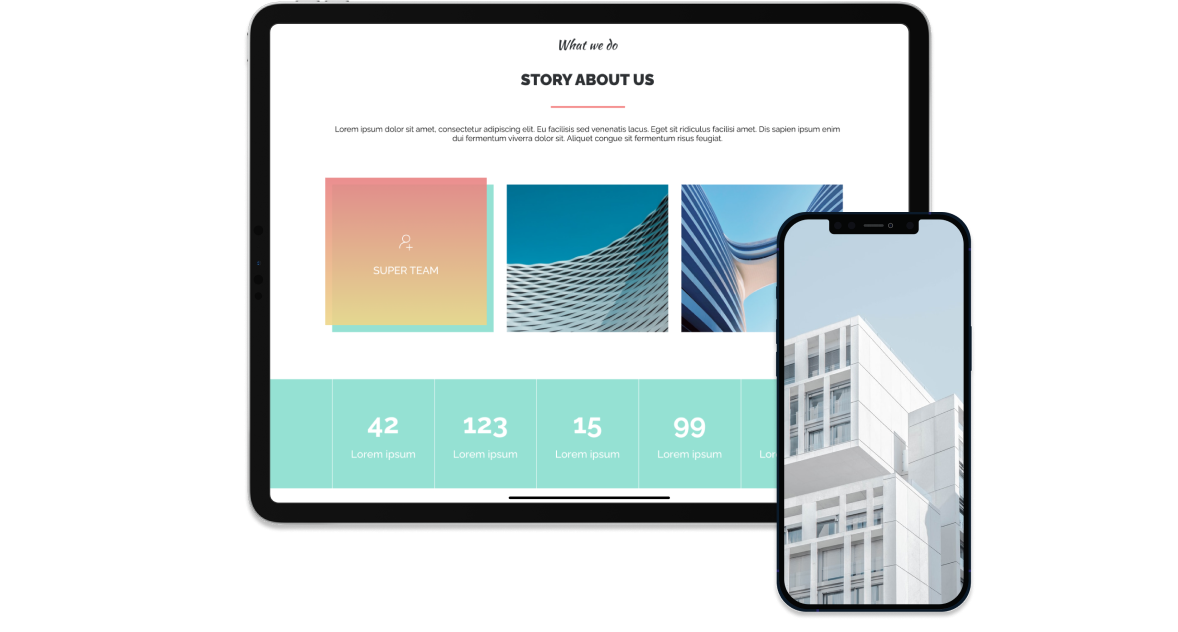 What we do
STORY ABOUT US
Lorem ipsum dolor sit amet, consectetur adipiscing elit. Eu facilisis sed venenatis lacus. Eget sit ridiculus facilisi amet. Dis sapien ipsum enim
dui fermentum viverra dolor sit. Aliquet congue sit fermentum risus feugiat.
SUPER TEAM
42 123 15 99
Lorem ipsum Lorem ipsum Lorem ipsum Lorem ipsum Lor